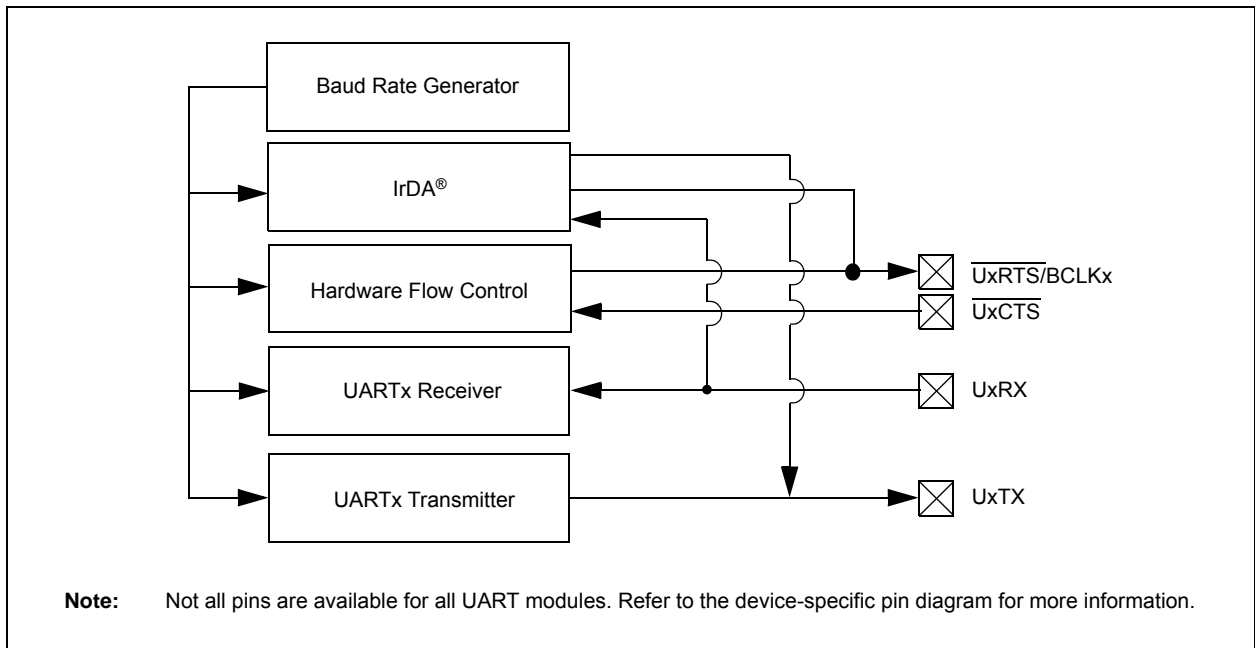 Baud Rate Generator
IrDA®
Hardware Flow Control
UARTx Receiver
UARTx Transmitter
UxRTS/BCLKx
UxCTS
UxRX
UxTX
Note: Not all pins are available for all UART modules. Refer to the device-specific pin diagram for more information.